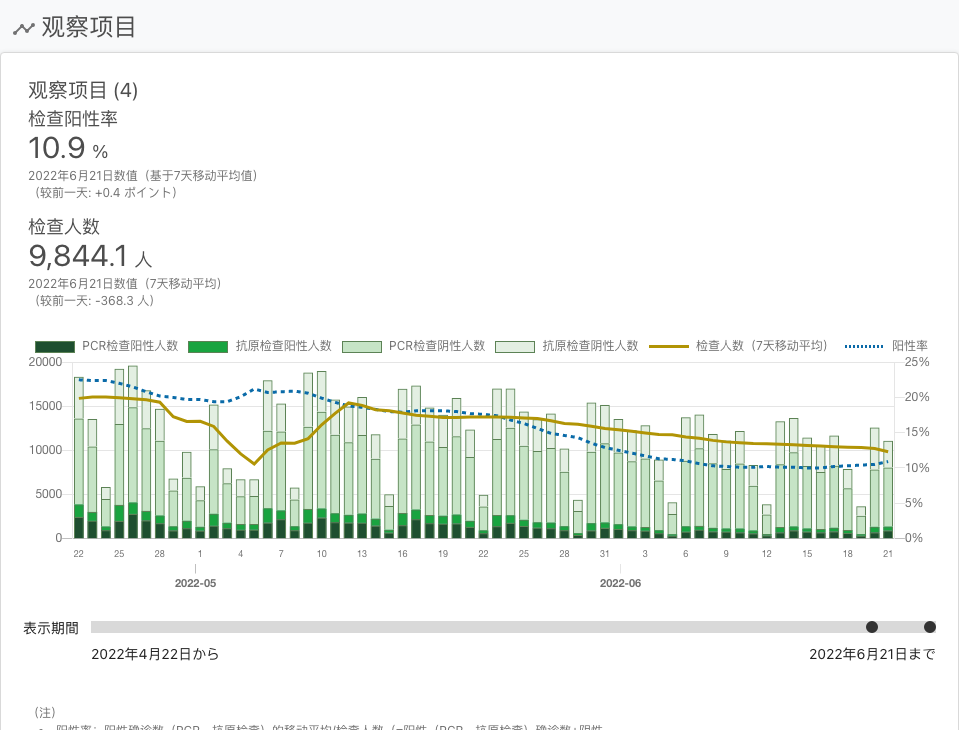 观察项目
观察项目 (4)
检查阳性率
10.9 %
2022年6月21日数值（基于7天移动平均值)
（较前一天: +0.4 ポイント）
检查人数
9,844.1 人
2022年6月21日数值（7天移动平均)
（较前一天: -368.3 人）
PCR检查阳性人数 抗原检查阳性人数 PCR检查阴性人数 抗原检查阴性人数 检查人数（7天移动平均） 阳性率
20000 25%
15000 20%
10000 15%
5000 10%
0 5%
0%
22 25 28 1 4 7 10 13 16 19 22 25 28 31 3 6 9 12 15 18 21
2022-05 2022-06
表示期間
2022年4月22日から 2022年6月21日まで
（注）